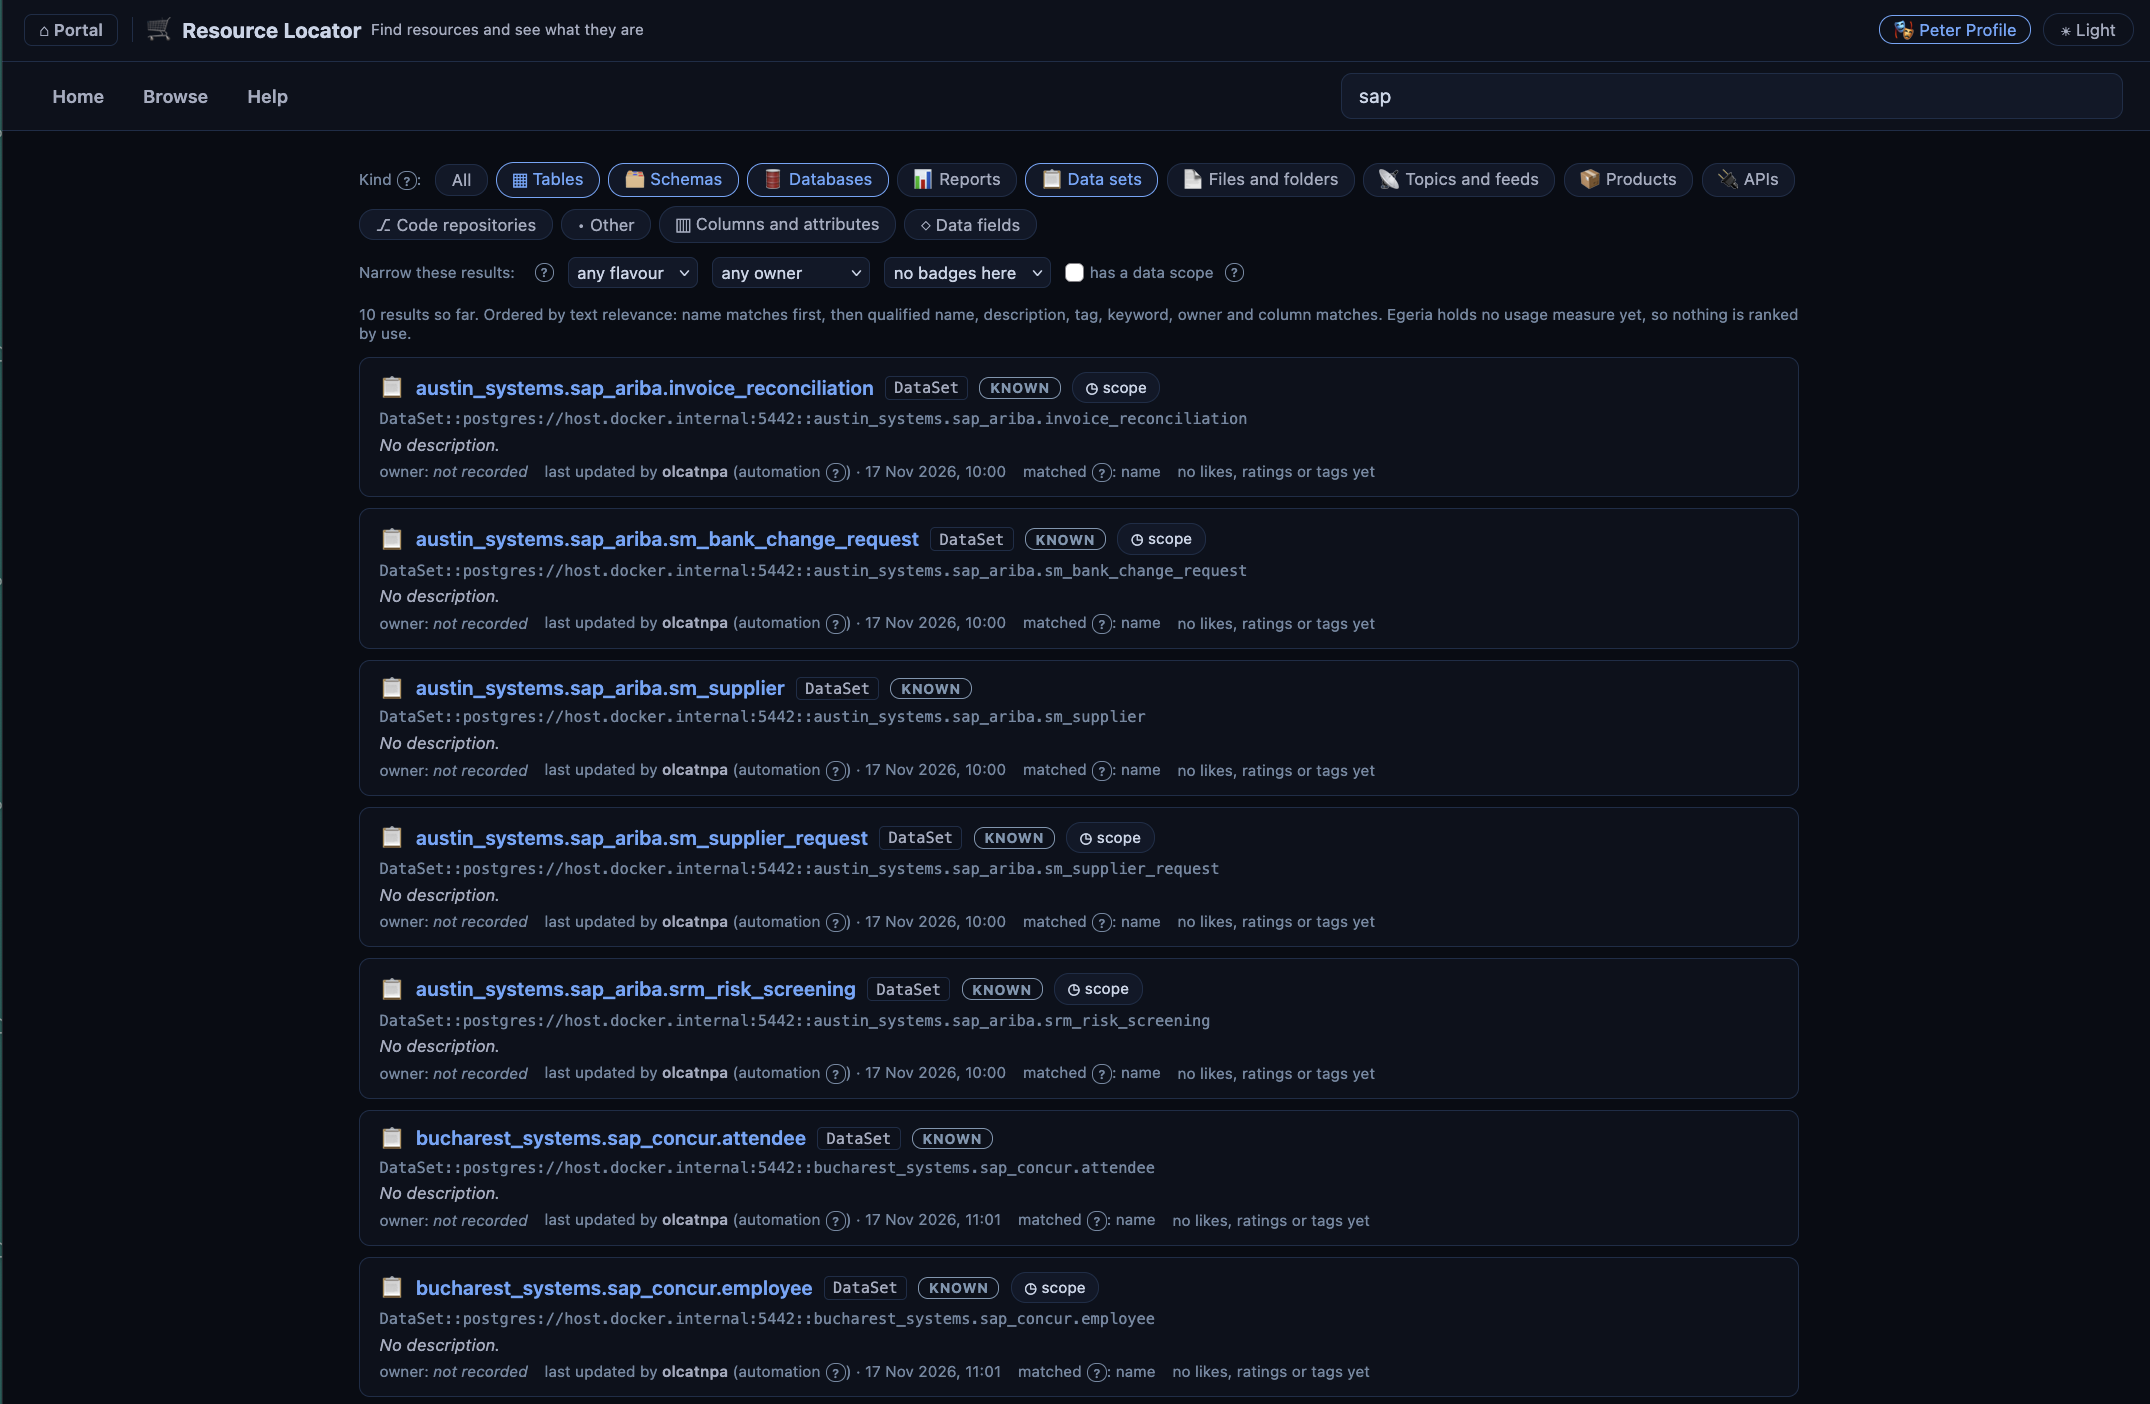 ⌂ Portal
Resource Locator Find resources and see what they are
Peter Profile
☀ Light
Home Browse Help
sap
Kind ?: All Tables Schemas Databases Reports Data sets Files and folders Topics and feeds Products APIs
Code repositories • Other Columns and attributes ◇ Data fields
Narrow these results: ? any flavour any owner no badges here has a data scope ?
10 results so far. Ordered by text relevance: name matches first, then qualified name, description, tag, keyword, owner and column matches. Egeria holds no usage measure yet, so nothing is ranked
by use.
austin_systems.sap_ariba.invoice_reconciliation DataSet KNOWN ◷ scope
DataSet::postgres://host.docker.internal:5442::austin_systems.sap_ariba.invoice_reconciliation
No description.
owner: not recorded last updated by olcatnpa (automation ?) · 17 Nov 2026, 10:00 matched ?: name no likes, ratings or tags yet
austin_systems.sap_ariba.sm_bank_change_request DataSet KNOWN ◷ scope
DataSet::postgres://host.docker.internal:5442::austin_systems.sap_ariba.sm_bank_change_request
No description.
owner: not recorded last updated by olcatnpa (automation ?) · 17 Nov 2026, 10:00 matched ?: name no likes, ratings or tags yet
austin_systems.sap_ariba.sm_supplier DataSet KNOWN
DataSet::postgres://host.docker.internal:5442::austin_systems.sap_ariba.sm_supplier
No description.
owner: not recorded last updated by olcatnpa (automation ?) · 17 Nov 2026, 10:00 matched ?: name no likes, ratings or tags yet
austin_systems.sap_ariba.sm_supplier_request DataSet KNOWN ◷ scope
DataSet::postgres://host.docker.internal:5442::austin_systems.sap_ariba.sm_supplier_request
No description.
owner: not recorded last updated by olcatnpa (automation ?) · 17 Nov 2026, 10:00 matched ?: name no likes, ratings or tags yet
austin_systems.sap_ariba.srm_risk_screening DataSet KNOWN ◷ scope
DataSet::postgres://host.docker.internal:5442::austin_systems.sap_ariba.srm_risk_screening
No description.
owner: not recorded last updated by olcatnpa (automation ?) · 17 Nov 2026, 10:00 matched ?: name no likes, ratings or tags yet
bucharest_systems.sap_concur.attendee DataSet KNOWN
DataSet::postgres://host.docker.internal:5442::bucharest_systems.sap_concur.attendee
No description.
owner: not recorded last updated by olcatnpa (automation ?) · 17 Nov 2026, 11:01 matched ?: name no likes, ratings or tags yet
bucharest_systems.sap_concur.employee DataSet KNOWN ◷ scope
DataSet::postgres://host.docker.internal:5442::bucharest_systems.sap_concur.employee
No description.
owner: not recorded last updated by olcatnpa (automation ?) · 17 Nov 2026, 11:01 matched ?: name no likes, ratings or tags yet